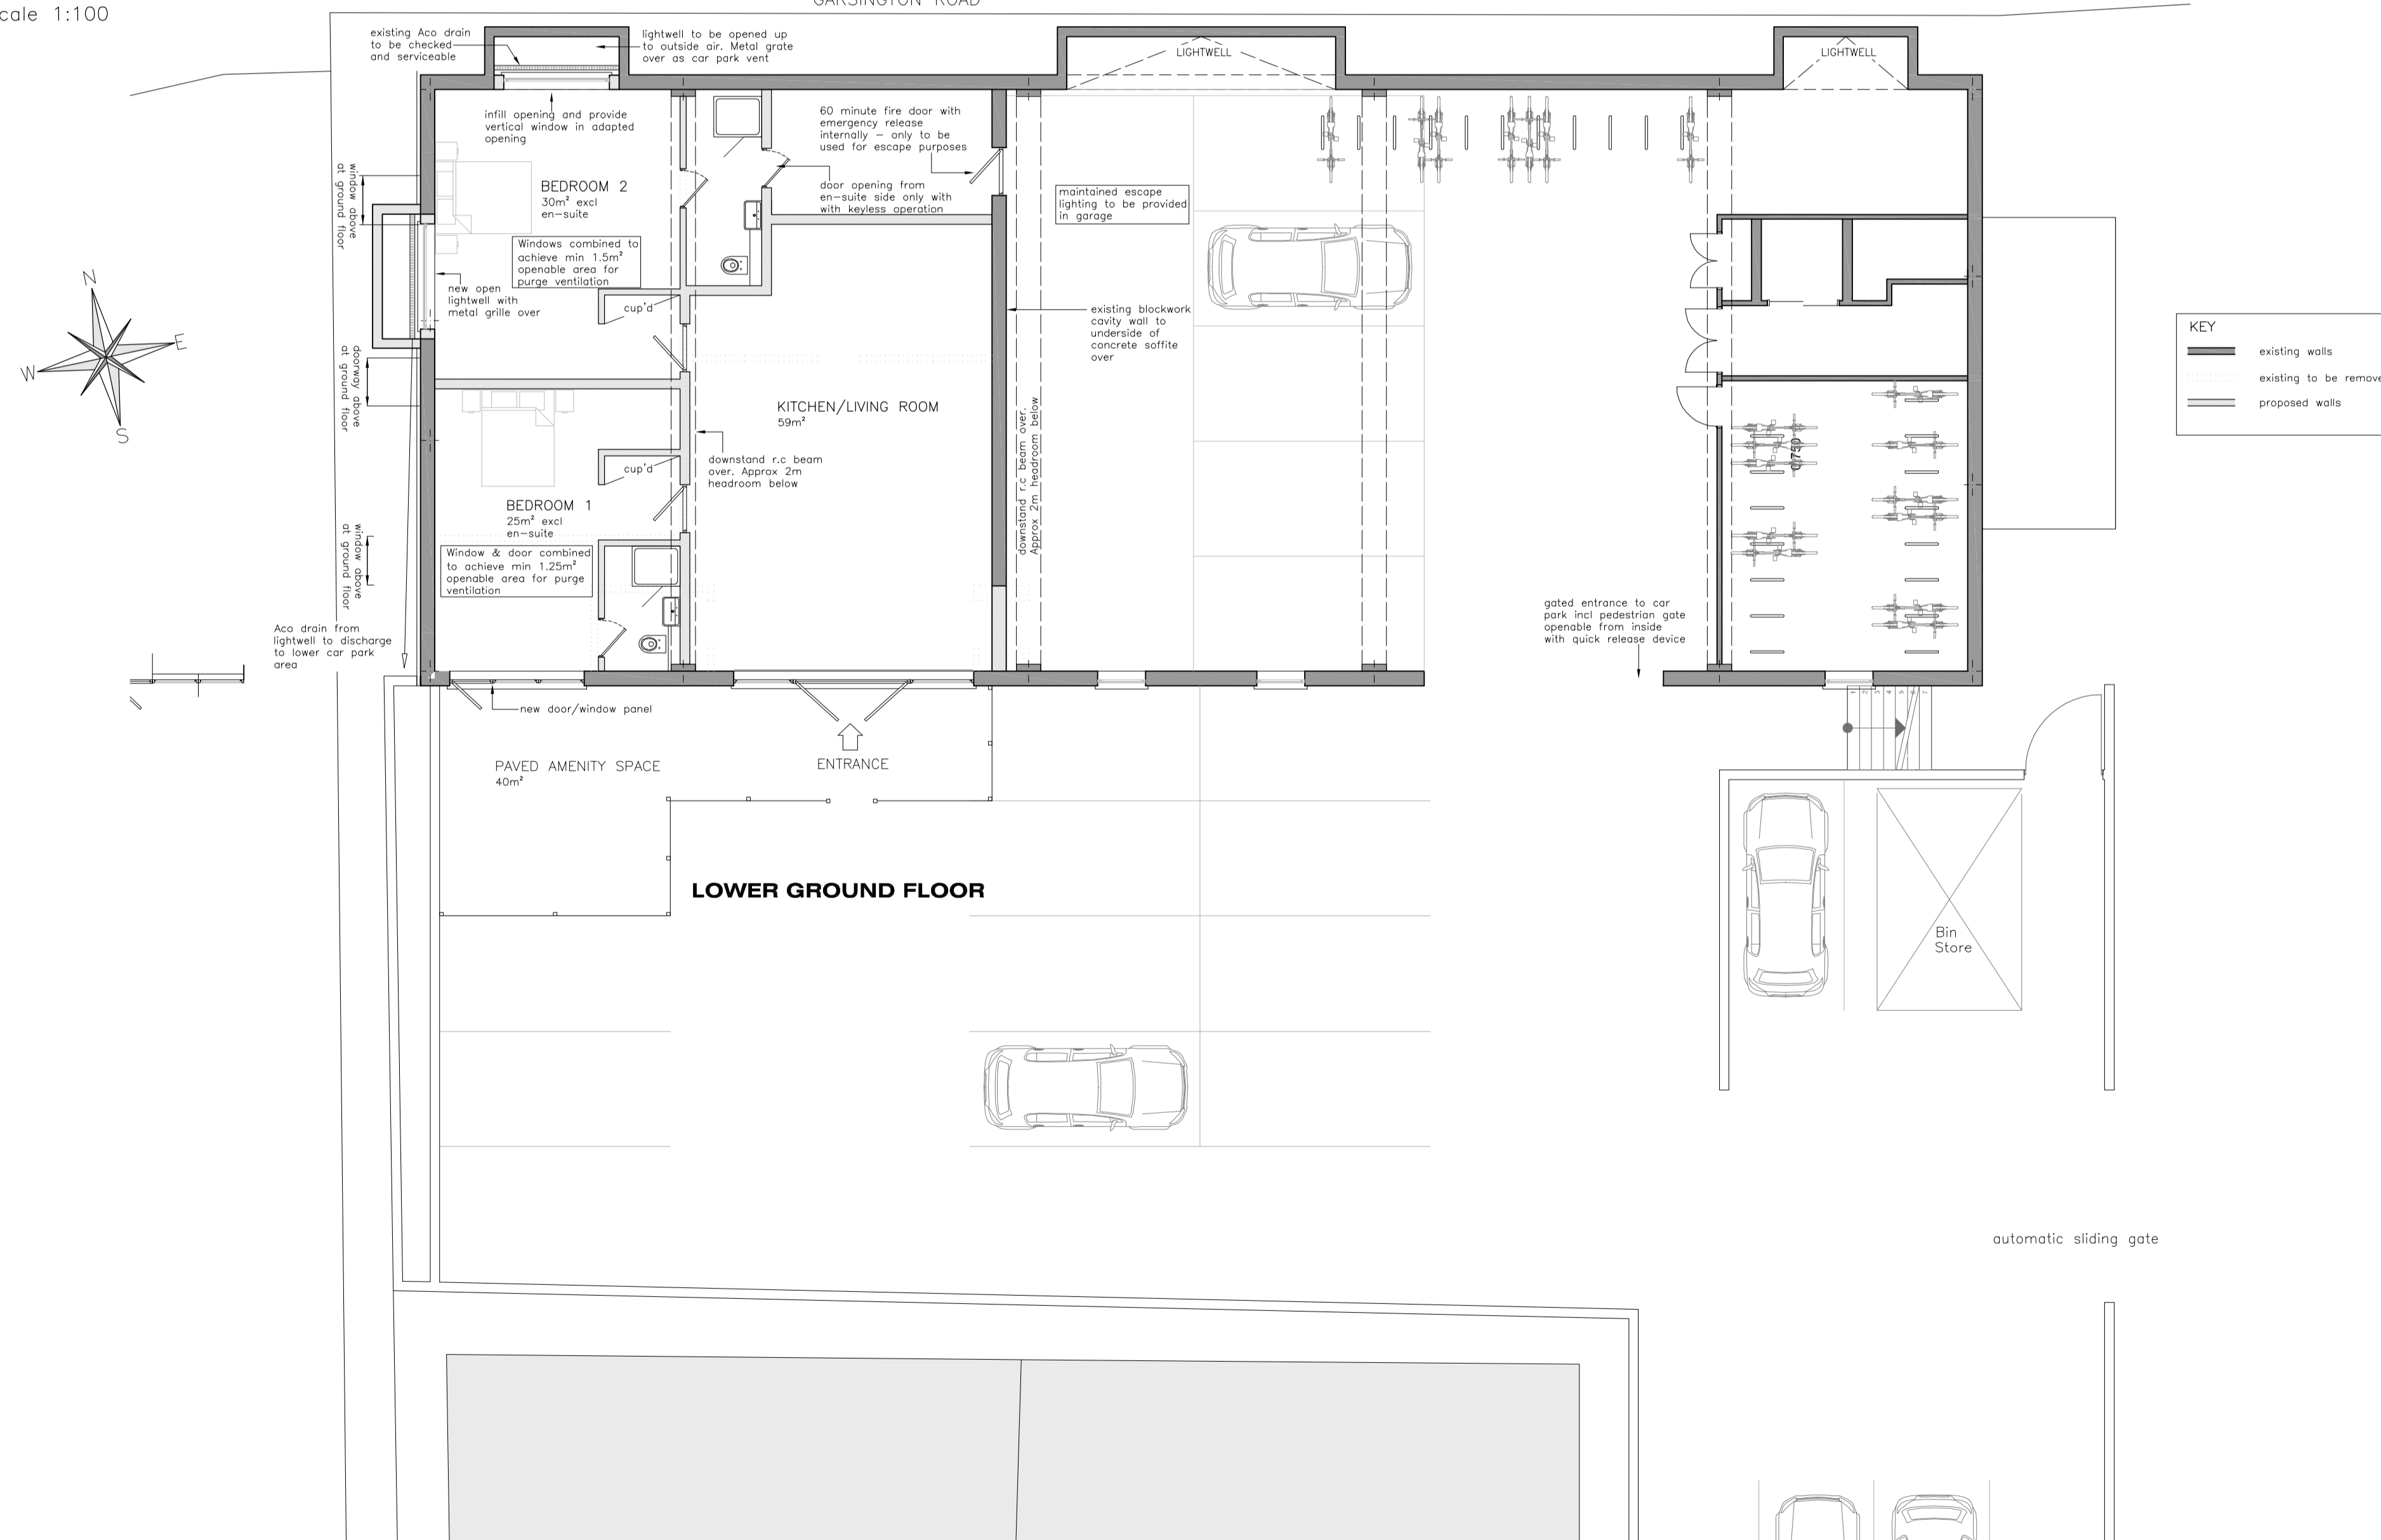 cale 1:100
GARSINGTON ROAD
existing Aco drain
to be checked
and serviceable
lightwell to be opened up
to outside air. Metal grate
over as car park vent
LIGHTWELL
LIGHTWELL
infill opening and provide
vertical window in adapted
opening
60 minute fire door with
emergency release
internally – only to be
used for escape purposes
window above
at ground floor
BEDROOM 2
30m² excl
en-suite
door opening from
en-suite side only with
with keyless operation
maintained escape
lighting to be provided
in garage
Windows combined to
achieve min 1.5m²
openable area for
purge ventilation
new open
lightwell with
metal grille over
cup'd
existing blockwork
cavity wall to
underside of
concrete soffite
over
N
E
W
S
KEY
existing walls
existing to be remove
proposed walls
doorway above
at ground floor
KITCHEN/LIVING ROOM
59m²
downstand r.c beam over.
Approx 2m headroom below
downstand r.c beam
over. Approx 2m
headroom below
cup'd
0.750
BEDROOM 1
25m² excl
en-suite
Window & door combined
to achieve min 1.25m²
openable area for purge
ventilation
window above
at ground floor
Aco drain from
lightwell to discharge
to lower car park
area
gated entrance to car
park incl pedestrian gate
openable from inside
with quick release device
new door/window panel
1
2
3
4
5
6
7
PAVED AMENITY SPACE
40m²
ENTRANCE
LOWER GROUND FLOOR
Bin
Store
automatic sliding gate